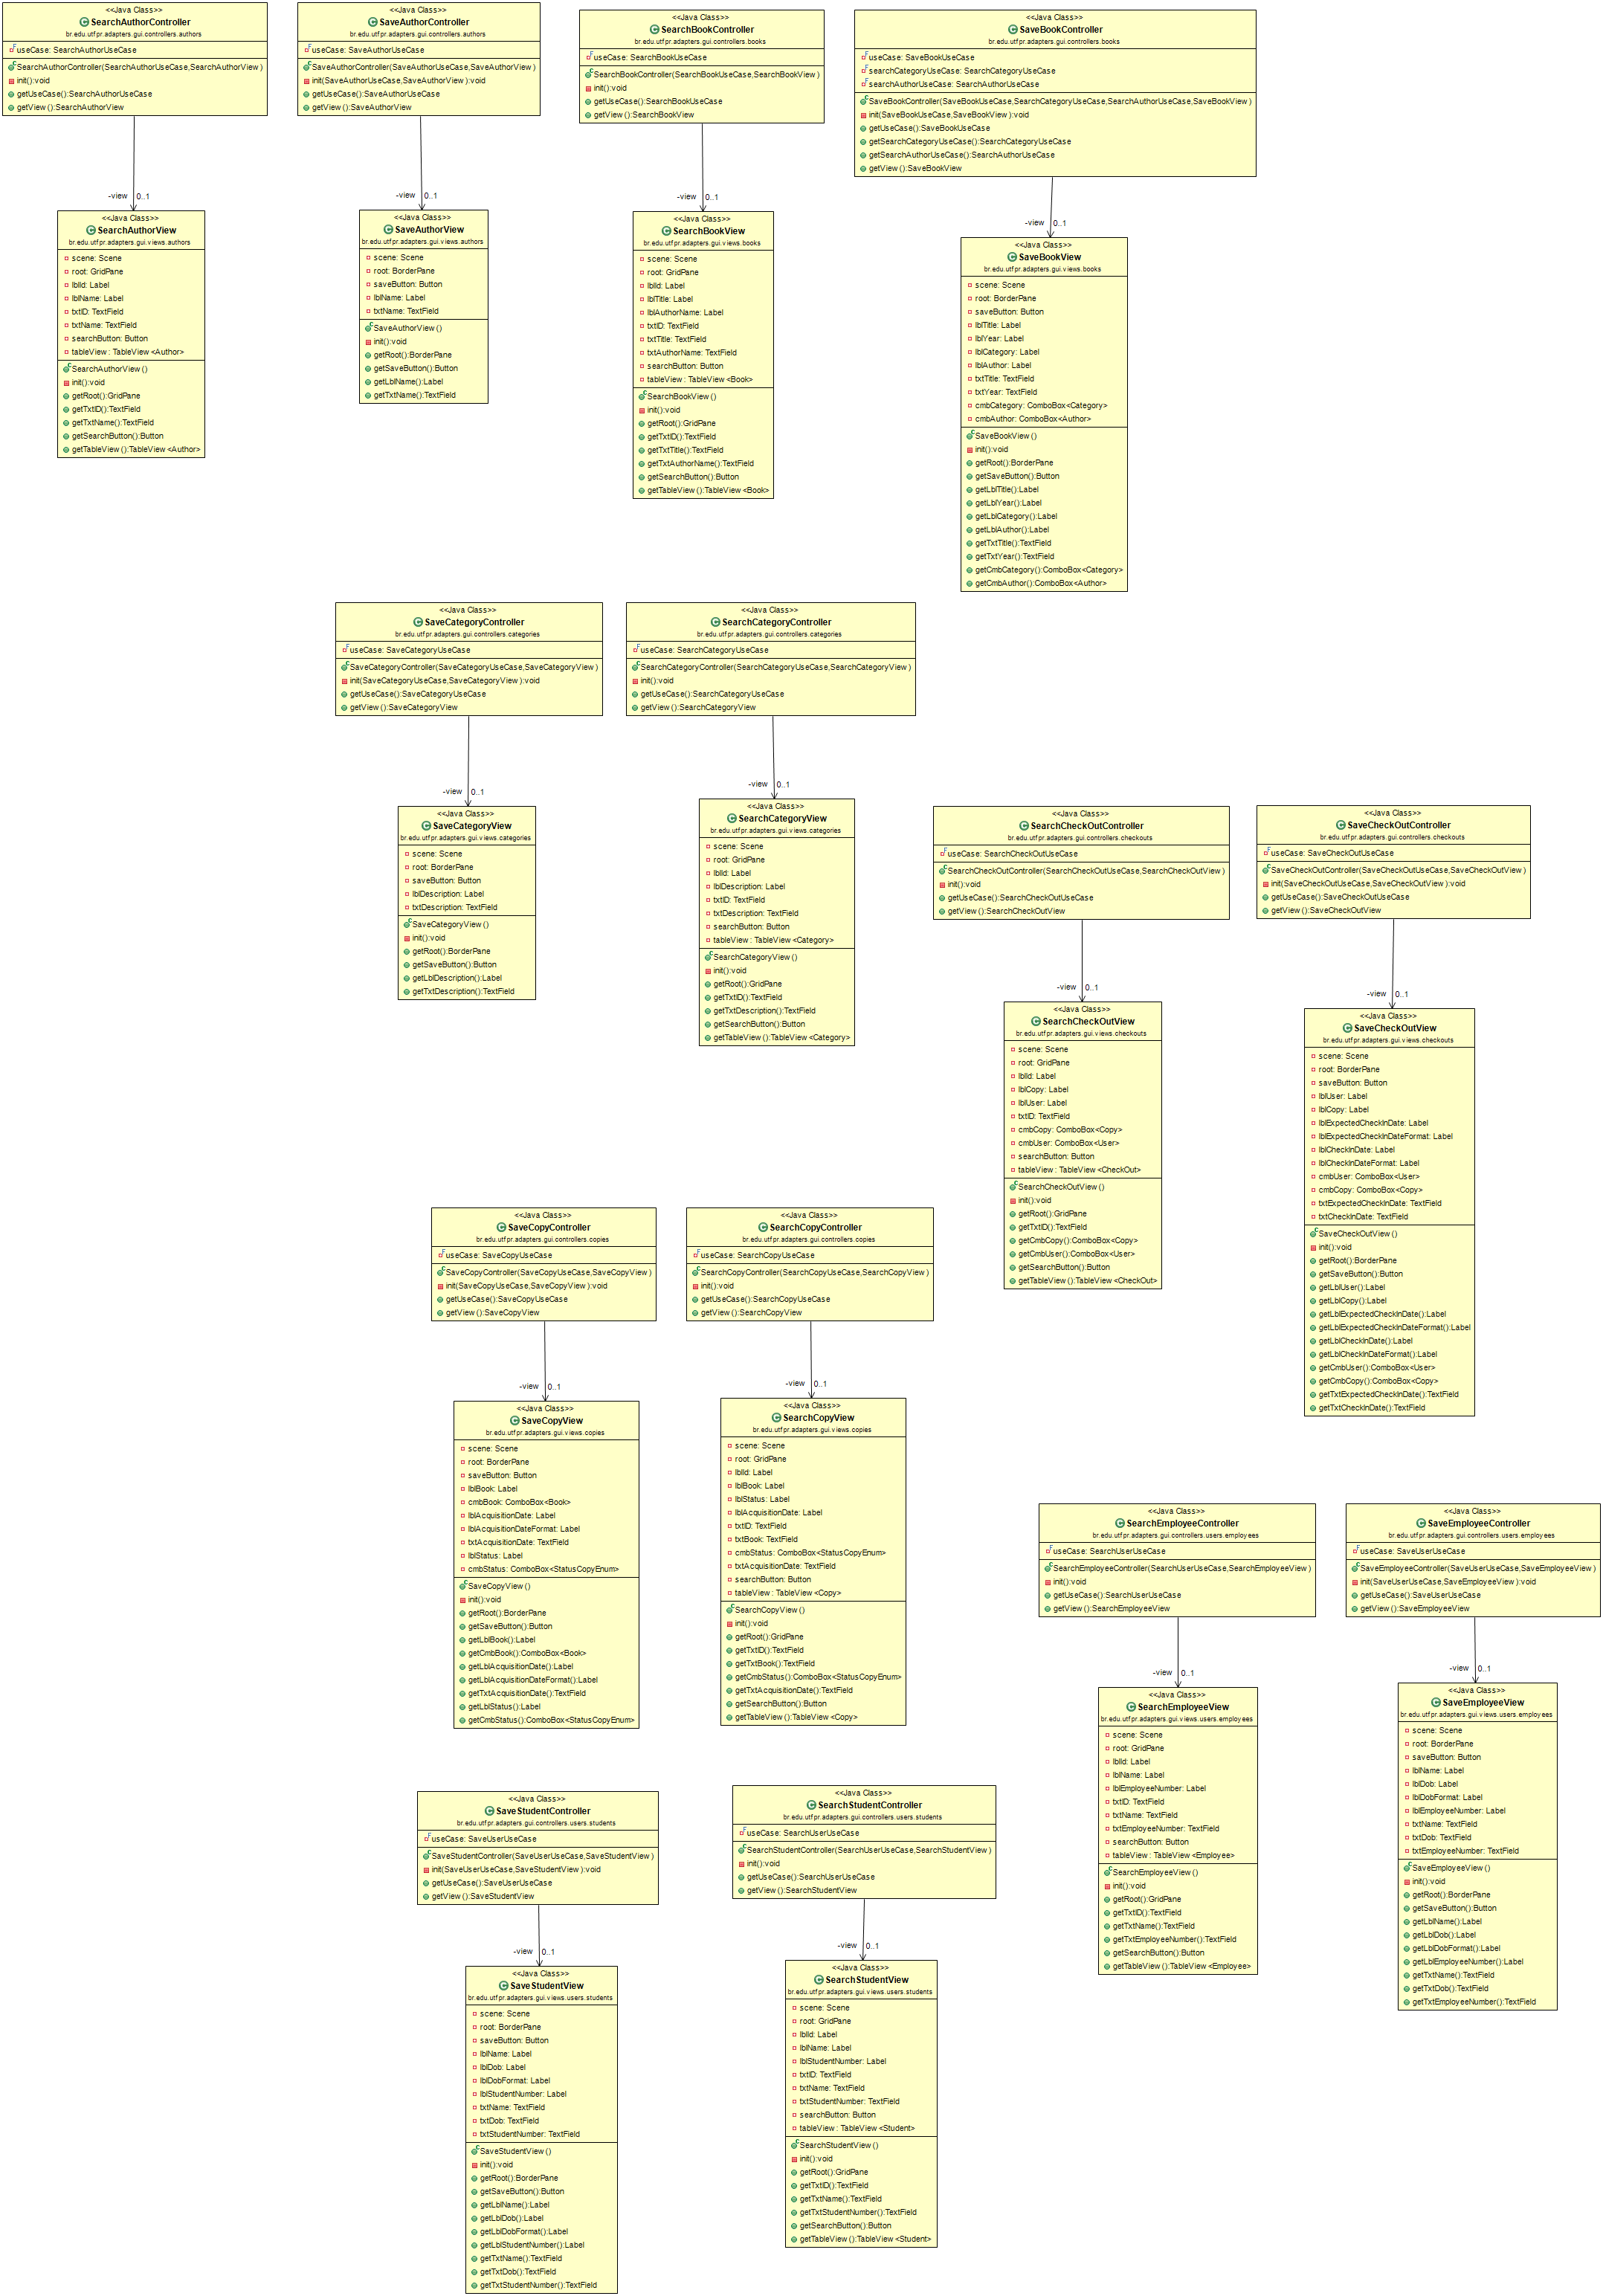 <<Java Class>>
SearchAuthorController
br.edu.utfpr.adapters.gui.controllers.authors
useCase: SearchAuthorUseCase
SearchAuthorController(SearchAuthorUseCase,SearchAuthorView)
init():void
getUseCase():SearchAuthorUseCase
getView():SearchAuthorView
-view 0..1
<<Java Class>>
SearchAuthorView
br.edu.utfpr.adapters.gui.views.authors
scene: Scene
root: GridPane
lblId: Label
lblName: Label
txtID: TextField
txtName: TextField
searchButton: Button
tableView: TableView<Author>
SearchAuthorView()
init():void
getRoot():GridPane
getTxtID():TextField
getTxtName():TextField
getSearchButton():Button
getTableView():TableView<Author>
<<Java Class>>
SaveAuthorController
br.edu.utfpr.adapters.gui.controllers.authors
useCase: SaveAuthorUseCase
SaveAuthorController(SaveAuthorUseCase,SaveAuthorView)
init(SaveAuthorUseCase,SaveAuthorView):void
getUseCase():SaveAuthorUseCase
getView():SaveAuthorView
-view 0..1
<<Java Class>>
SaveAuthorView
br.edu.utfpr.adapters.gui.views.authors
scene: Scene
root: BorderPane
saveButton: Button
lblName: Label
txtName: TextField
SaveAuthorView()
init():void
getRoot():BorderPane
getSaveButton():Button
getLblName():Label
getTxtName():TextField
<<Java Class>>
SearchBookController
br.edu.utfpr.adapters.gui.controllers.books
useCase: SearchBookUseCase
SearchBookController(SearchBookUseCase,SearchBookView)
init():void
getUseCase():SearchBookUseCase
getView():SearchBookView
-view 0..1
<<Java Class>>
SearchBookView
br.edu.utfpr.adapters.gui.views.books
scene: Scene
root: GridPane
lblId: Label
lblTitle: Label
lblAuthorName: Label
txtID: TextField
txtTitle: TextField
txtAuthorName: TextField
searchButton: Button
tableView: TableView<Book>
SearchBookView()
init():void
getRoot():GridPane
getTxtID():TextField
getTxtTitle():TextField
getTxtAuthorName():TextField
getSearchButton():Button
getTableView():TableView<Book>
<<Java Class>>
SaveBookController
br.edu.utfpr.adapters.gui.controllers.books
useCase: SaveBookUseCase
searchCategoryUseCase: SearchCategoryUseCase
searchAuthorUseCase: SearchAuthorUseCase
SaveBookController(SaveBookUseCase,SearchCategoryUseCase,SearchAuthorUseCase,SaveBookView)
init(SaveBookUseCase,SaveBookView):void
getUseCase():SaveBookUseCase
getSearchCategoryUseCase():SearchCategoryUseCase
getSearchAuthorUseCase():SearchAuthorUseCase
getView():SaveBookView
-view 0..1
<<Java Class>>
SaveBookView
br.edu.utfpr.adapters.gui.views.books
scene: Scene
root: BorderPane
saveButton: Button
lblTitle: Label
lblYear: Label
lblCategory: Label
lblAuthor: Label
txtTitle: TextField
txtYear: TextField
cmbCategory: ComboBox<Category>
cmbAuthor: ComboBox<Author>
SaveBookView()
init():void
getRoot():BorderPane
getSaveButton():Button
getLblTitle():Label
getLblYear():Label
getLblCategory():Label
getLblAuthor():Label
getTxtTitle():TextField
getTxtYear():TextField
getCmbCategory():ComboBox<Category>
getCmbAuthor():ComboBox<Author>
<<Java Class>>
SaveCategoryController
br.edu.utfpr.adapters.gui.controllers.categories
useCase: SaveCategoryUseCase
SaveCategoryController(SaveCategoryUseCase,SaveCategoryView)
init(SaveCategoryUseCase,SaveCategoryView):void
getUseCase():SaveCategoryUseCase
getView():SaveCategoryView
-view 0..1
<<Java Class>>
SaveCategoryView
br.edu.utfpr.adapters.gui.views.categories
scene: Scene
root: BorderPane
saveButton: Button
lblDescription: Label
txtDescription: TextField
SaveCategoryView()
init():void
getRoot():BorderPane
getSaveButton():Button
getLblDescription():Label
getTxtDescription():TextField
<<Java Class>>
SearchCategoryController
br.edu.utfpr.adapters.gui.controllers.categories
useCase: SearchCategoryUseCase
SearchCategoryController(SearchCategoryUseCase,SearchCategoryView)
init():void
getUseCase():SearchCategoryUseCase
getView():SearchCategoryView
-view 0..1
<<Java Class>>
SearchCategoryView
br.edu.utfpr.adapters.gui.views.categories
scene: Scene
root: GridPane
lblId: Label
lblDescription: Label
txtID: TextField
txtDescription: TextField
searchButton: Button
tableView: TableView<Category>
SearchCategoryView()
init():void
getRoot():GridPane
getTxtID():TextField
getTxtDescription():TextField
getSearchButton():Button
getTableView():TableView<Category>
<<Java Class>>
SearchCheckOutController
br.edu.utfpr.adapters.gui.controllers.checkouts
useCase: SearchCheckOutUseCase
SearchCheckOutController(SearchCheckOutUseCase,SearchCheckOutView)
init():void
getUseCase():SearchCheckOutUseCase
getView():SearchCheckOutView
-view 0..1
<<Java Class>>
SearchCheckOutView
br.edu.utfpr.adapters.gui.views.checkouts
scene: Scene
root: GridPane
lblId: Label
lblCopy: Label
lblUser: Label
txtID: TextField
cmbCopy: ComboBox<Copy>
cmbUser: ComboBox<User>
searchButton: Button
tableView: TableView<CheckOut>
SearchCheckOutView()
init():void
getRoot():GridPane
getTxtID():TextField
getCmbCopy():ComboBox<Copy>
getCmbUser():ComboBox<User>
getSearchButton():Button
getTableView():TableView<CheckOut>
<<Java Class>>
SaveCheckOutController
br.edu.utfpr.adapters.gui.controllers.checkouts
useCase: SaveCheckOutUseCase
SaveCheckOutController(SaveCheckOutUseCase,SaveCheckOutView)
init(SaveCheckOutUseCase,SaveCheckOutView):void
getUseCase():SaveCheckOutUseCase
getView():SaveCheckOutView
-view 0..1
<<Java Class>>
SaveCheckOutView
br.edu.utfpr.adapters.gui.views.checkouts
scene: Scene
root: BorderPane
saveButton: Button
lblUser: Label
lblCopy: Label
lblExpectedCheckInDate: Label
lblExpectedCheckInDateFormat: Label
lblCheckInDate: Label
lblCheckInDateFormat: Label
cmbUser: ComboBox<User>
cmbCopy: ComboBox<Copy>
txtExpectedCheckInDate: TextField
txtCheckInDate: TextField
SaveCheckOutView()
init():void
getRoot():BorderPane
getSaveButton():Button
getLblUser():Label
getLblCopy():Label
getLblExpectedCheckInDate():Label
getLblExpectedCheckInDateFormat():Label
getLblCheckInDate():Label
getLblCheckInDateFormat():Label
getCmbUser():ComboBox<User>
getCmbCopy():ComboBox<Copy>
getTxtExpectedCheckInDate():TextField
getTxtCheckInDate():TextField
<<Java Class>>
SaveCopyController
br.edu.utfpr.adapters.gui.controllers.copies
useCase: SaveCopyUseCase
SaveCopyController(SaveCopyUseCase,SaveCopyView)
init(SaveCopyUseCase,SaveCopyView):void
getUseCase():SaveCopyUseCase
getView():SaveCopyView
-view 0..1
<<Java Class>>
SaveCopyView
br.edu.utfpr.adapters.gui.views.copies
scene: Scene
root: BorderPane
saveButton: Button
lblBook: Label
cmbBook: ComboBox<Book>
lblAcquisitionDate: Label
lblAcquisitionDateFormat: Label
txtAcquisitionDate: TextField
lblStatus: Label
cmbStatus: ComboBox<StatusCopyEnum>
SaveCopyView()
init():void
getRoot():BorderPane
getSaveButton():Button
getLblBook():Label
getCmbBook():ComboBox<Book>
getLblAcquisitionDate():Label
getLblAcquisitionDateFormat():Label
getTxtAcquisitionDate():TextField
getLblStatus():Label
getCmbStatus():ComboBox<StatusCopyEnum>
<<Java Class>>
SearchCopyController
br.edu.utfpr.adapters.gui.controllers.copies
useCase: SearchCopyUseCase
SearchCopyController(SearchCopyUseCase,SearchCopyView)
init():void
getUseCase():SearchCopyUseCase
getView():SearchCopyView
-view 0..1
<<Java Class>>
SearchCopyView
br.edu.utfpr.adapters.gui.views.copies
scene: Scene
root: GridPane
lblId: Label
lblBook: Label
lblStatus: Label
lblAcquisitionDate: Label
txtID: TextField
txtBook: TextField
cmbStatus: ComboBox<StatusCopyEnum>
txtAcquisitionDate: TextField
searchButton: Button
tableView: TableView<Copy>
SearchCopyView()
init():void
getRoot():GridPane
getTxtID():TextField
getTxtBook():TextField
getCmbStatus():ComboBox<StatusCopyEnum>
getTxtAcquisitionDate():TextField
getSearchButton():Button
getTableView():TableView<Copy>
<<Java Class>>
SearchEmployeeController
br.edu.utfpr.adapters.gui.controllers.users.employees
useCase: SearchUserUseCase
SearchEmployeeController(SearchUserUseCase,SearchEmployeeView)
init():void
getUseCase():SearchUserUseCase
getView():SearchEmployeeView
-view 0..1
<<Java Class>>
SearchEmployeeView
br.edu.utfpr.adapters.gui.views.users.employees
scene: Scene
root: GridPane
lblId: Label
lblName: Label
lblEmployeeNumber: Label
txtID: TextField
txtName: TextField
txtEmployeeNumber: TextField
searchButton: Button
tableView: TableView<Employee>
SearchEmployeeView()
init():void
getRoot():GridPane
getTxtID():TextField
getTxtName():TextField
getTxtEmployeeNumber():TextField
getSearchButton():Button
getTableView():TableView<Employee>
<<Java Class>>
SaveEmployeeController
br.edu.utfpr.adapters.gui.controllers.users.employees
useCase: SaveUserUseCase
SaveEmployeeController(SaveUserUseCase,SaveEmployeeView)
init(SaveUserUseCase,SaveEmployeeView):void
getUseCase():SaveUserUseCase
getView():SaveEmployeeView
-view 0..1
<<Java Class>>
SaveEmployeeView
br.edu.utfpr.adapters.gui.views.users.employees
scene: Scene
root: BorderPane
saveButton: Button
lblName: Label
lblDob: Label
lblDobFormat: Label
lblEmployeeNumber: Label
txtName: TextField
txtDob: TextField
txtEmployeeNumber: TextField
SaveEmployeeView()
init():void
getRoot():BorderPane
getSaveButton():Button
getLblName():Label
getLblDob():Label
getLblDobFormat():Label
getLblEmployeeNumber():Label
getTxtName():TextField
getTxtDob():TextField
getTxtEmployeeNumber():TextField
<<Java Class>>
SaveStudentController
br.edu.utfpr.adapters.gui.controllers.users.students
useCase: SaveUserUseCase
SaveStudentController(SaveUserUseCase,SaveStudentView)
init(SaveUserUseCase,SaveStudentView):void
getUseCase():SaveUserUseCase
getView():SaveStudentView
-view 0..1
<<Java Class>>
SaveStudentView
br.edu.utfpr.adapters.gui.views.users.students
scene: Scene
root: BorderPane
saveButton: Button
lblName: Label
lblDob: Label
lblDobFormat: Label
lblStudentNumber: Label
txtName: TextField
txtDob: TextField
txtStudentNumber: TextField
SaveStudentView()
init():void
getRoot():BorderPane
getSaveButton():Button
getLblName():Label
getLblDob():Label
getLblDobFormat():Label
getLblStudentNumber():Label
getTxtName():TextField
getTxtDob():TextField
getTxtStudentNumber():TextField
<<Java Class>>
SearchStudentController
br.edu.utfpr.adapters.gui.controllers.users.students
useCase: SearchUserUseCase
SearchStudentController(SearchUserUseCase,SearchStudentView)
init():void
getUseCase():SearchUserUseCase
getView():SearchStudentView
-view 0..1
<<Java Class>>
SearchStudentView
br.edu.utfpr.adapters.gui.views.users.students
scene: Scene
root: GridPane
lblId: Label
lblName: Label
lblStudentNumber: Label
txtID: TextField
txtName: TextField
txtStudentNumber: TextField
searchButton: Button
tableView: TableView<Student>
SearchStudentView()
init():void
getRoot():GridPane
getTxtID():TextField
getTxtName():TextField
getTxtStudentNumber():TextField
getSearchButton():Button
getTableView():TableView<Student>